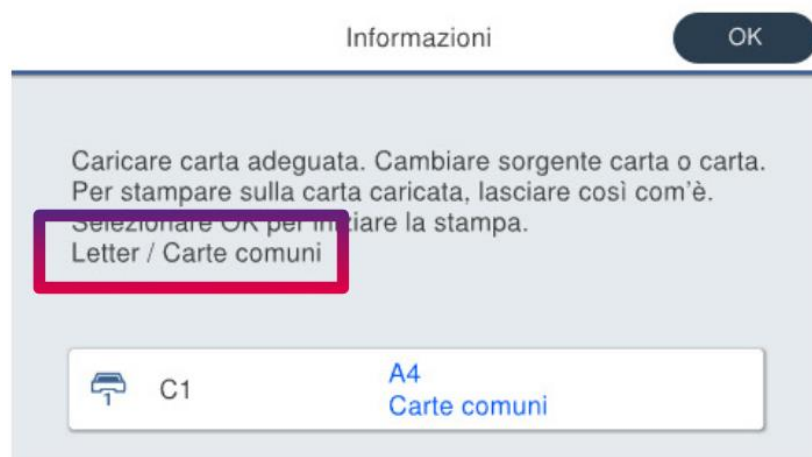 Informazioni
OK
Caricare carta adeguata. Cambiare sorgente carta o carta.
Per stampare sulla carta caricata, lasciare così com'è.
Selezionare OK per iniziare la stampa.
Letter / Carte comuni
1
C1
A4
Carte comuni